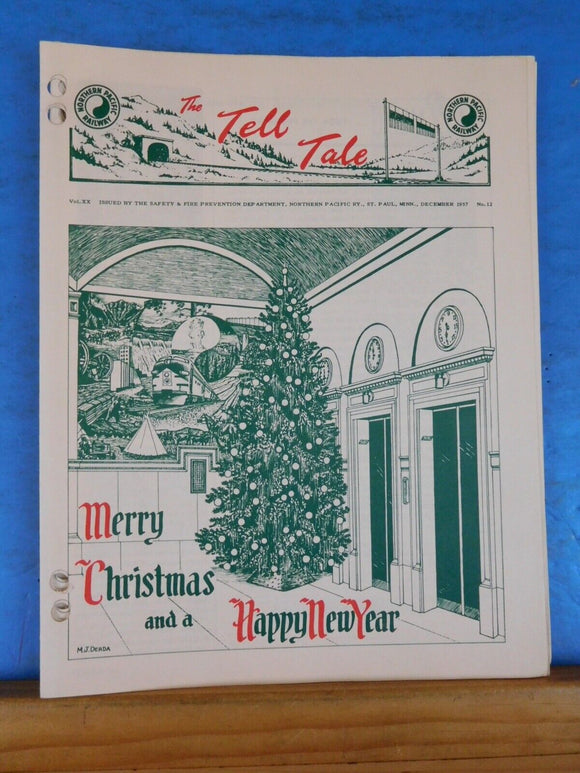 NORTHERN PACIFIC RAILWAY
The Tell Tale
NORTHERN PACIFIC RAILWAY
Vol.XX ISSUED BY THE SAFETY & FIRE PREVENTION DEPARTMENT, NORTHERN PACIFIC RY., ST. PAUL, MINN., DECEMBER 1957 No. 12
Merry
Christmas
and a Happy New Year
M.J. DERDA